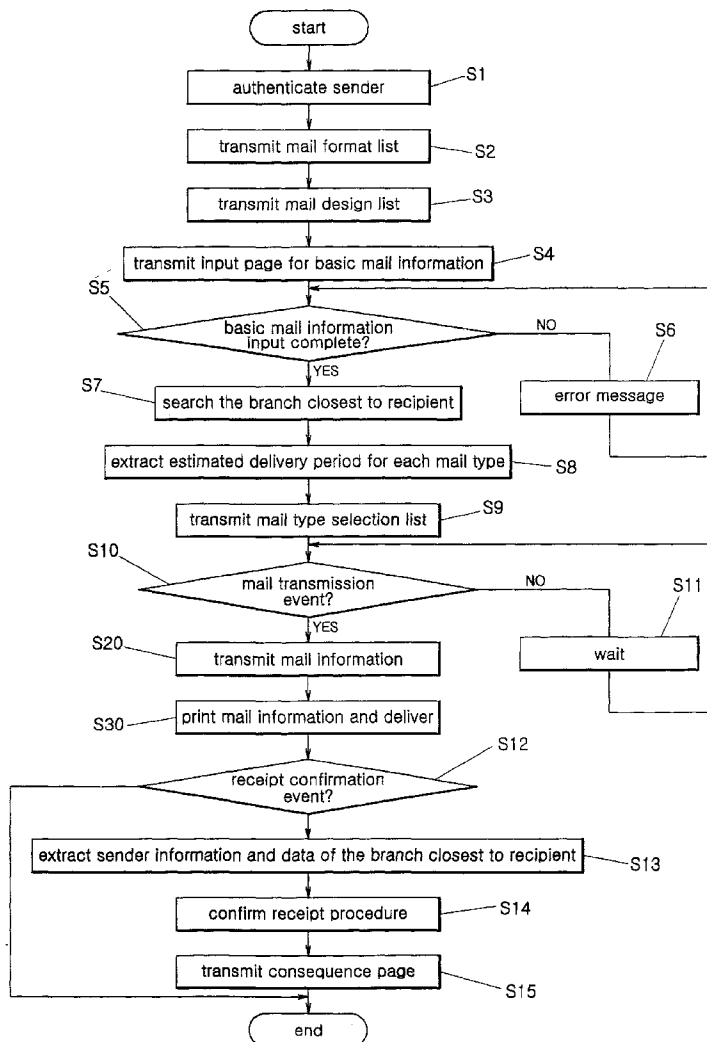 start
authenticate sender
S1
transmit mail format list
S2
transmit mail design list
S3
transmit input page for basic mail information
S4
S5
basic mail information
input complete?
NO
YES
S6
error message
S7
search the branch closest to recipient
extract estimated delivery period for each mail type
S8
transmit mail type selection list
S9
S10
mail transmission
event?
NO
YES
S11
wait
S20
transmit mail information
S30
print mail information and deliver
S12
receipt confirmation
event?
extract sender information and data of the branch closest to recipient
S13
confirm receipt procedure
S14
transmit consequence page
S15
end